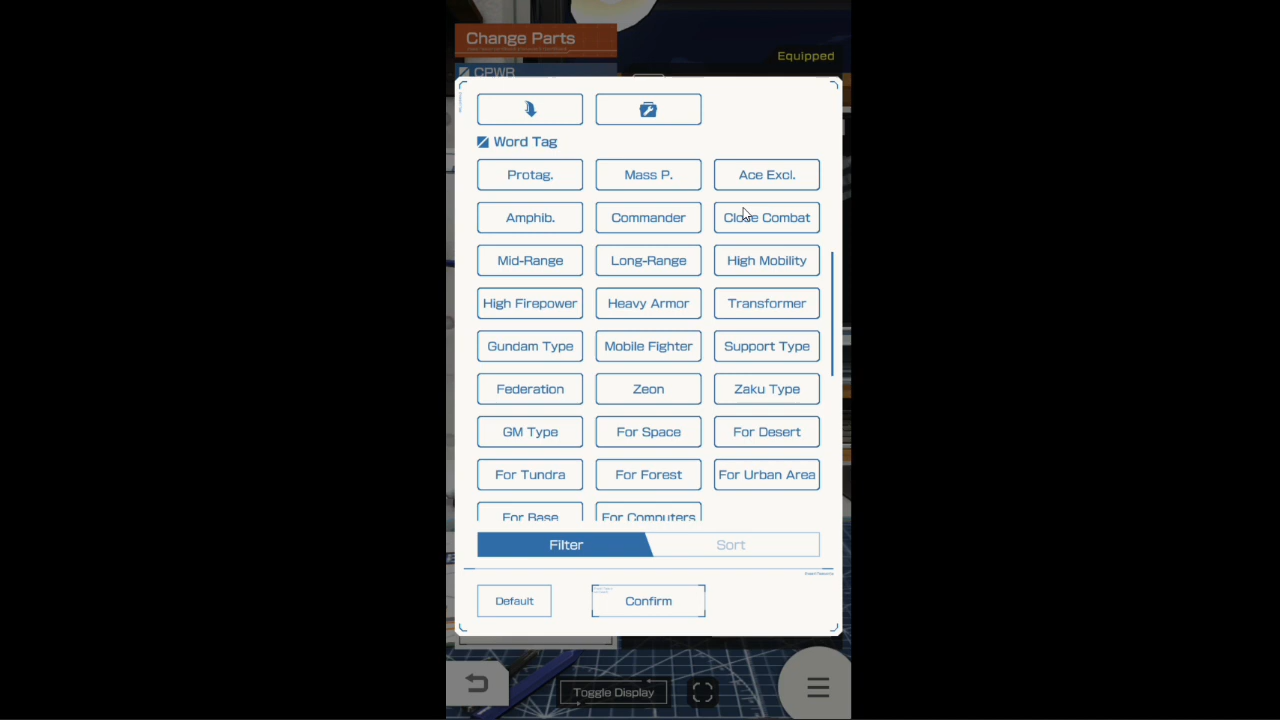 Change Parts
Equipped
CPWR
Word Tag
Protag. Mass P. Ace Excl.
Amphib. Commander Close Combat
Mid-Range Long-Range High Mobility
High Firepower Heavy Armor Transformer
Gundam Type Mobile Fighter Support Type
Federation Zeon Zaku Type
GM Type For Space For Desert
For Tundra For Forest For Urban Area
For Base For Computers
Filter Sort
Default Confirm
Toggle Display